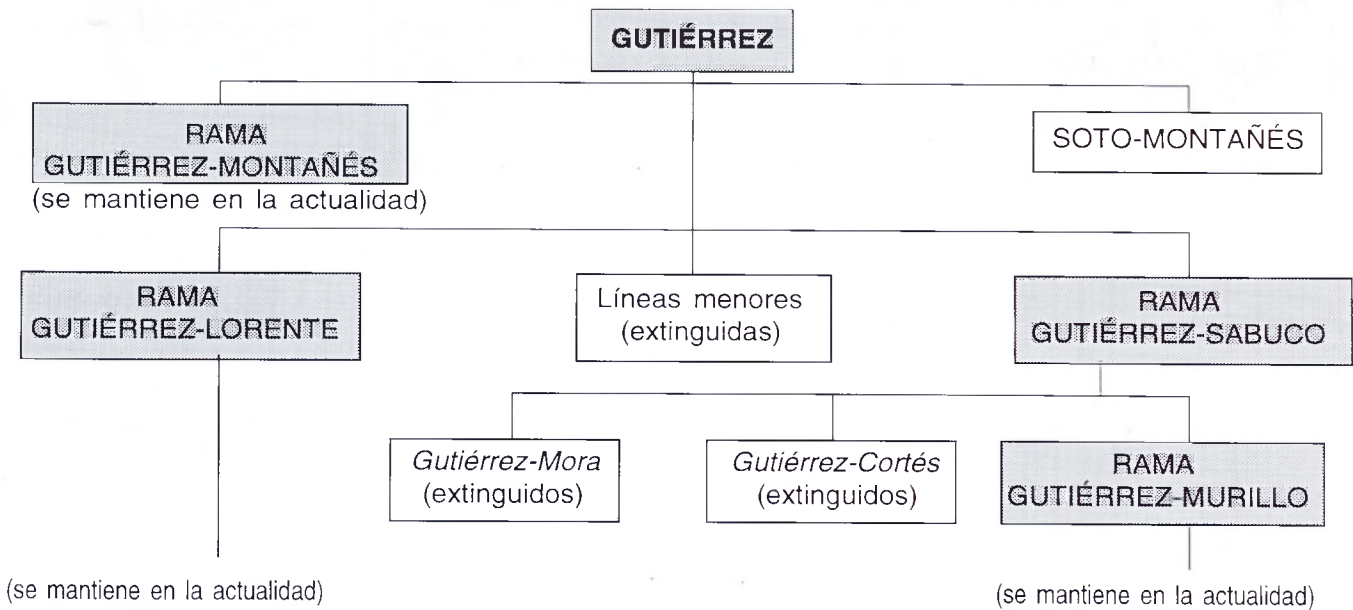 GUTIÉRREZ
RAMA
GUTIÉRREZ-MONTAÑÉS
(se mantiene en la actualidad)
SOTO-MONTAÑÉS
RAMA
GUTIÉRREZ-LORENTE
Líneas menores
(extinguidas)
RAMA
GUTIÉRREZ-SABUCO
Gutiérrez-Mora
(extinguidos)
Gutiérrez-Cortés
(extinguidos)
RAMA
GUTIÉRREZ-MURILLO
(se mantiene en la actualidad)
(se mantiene en la actualidad)